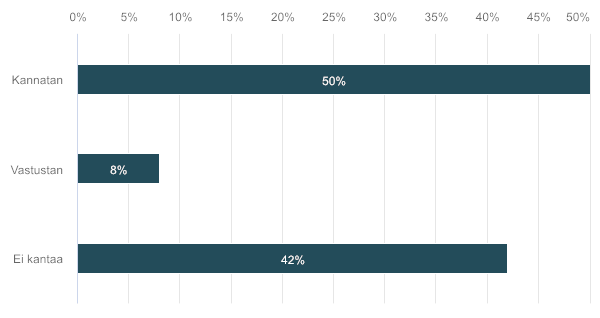 0% 5% 10% 15% 20% 25% 30% 35% 40% 45% 50%
Kannatan 50%
Vastustan 8%
Ei kantaa 42%